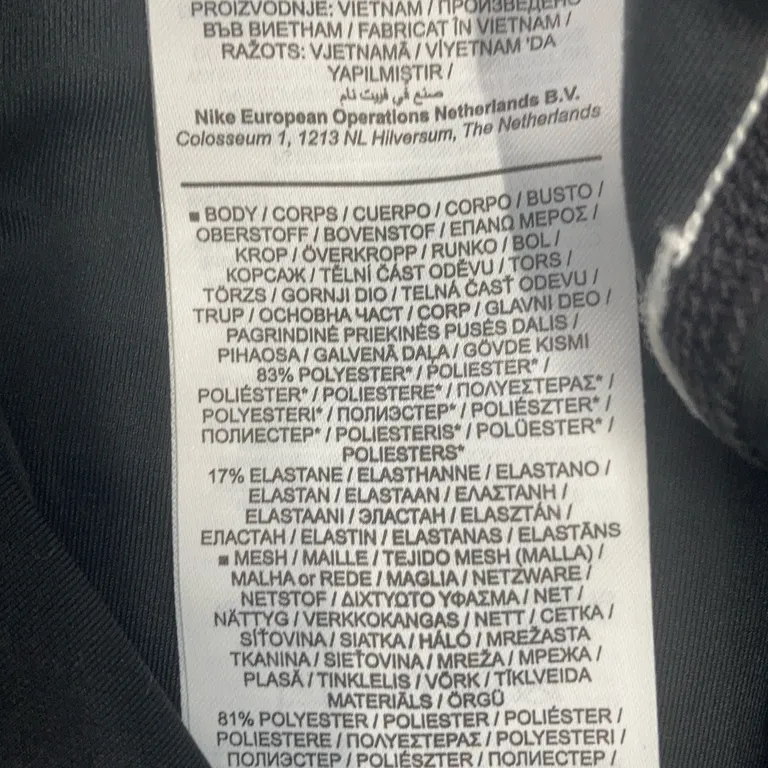 PROIZVODNJE: VIETNAM / ПРОИЗВЕДЕНО
ВЪВ ВИЕТНАМ / FABRICAT ÎN VIETNAM /
RAŽOTS: VJETNAMĀ / VİYETNAM 'DA
YAPILMIŞTIR /
صنع في فييت نام
Nike European Operations Netherlands B.V.
Colosseum 1, 1213 NL Hilversum, The Netherlands
■ BODY / CORPS / CUERPO / CORPO / BUSTO /
OBERSTOFF / BOVENSTOF / ΕΠΑΝΩ ΜΕΡΟΣ /
KROP / ÖVERKROPP / RUNKO / BOL /
КОРСАЖ / TĚLNÍ ČÁST ODĚVU / TORS /
TÖRZS / GORNJI DIO / TELNÁ ČASŤ ODEVU /
TRUP / ОСНОВНА ЧАСТ / CORP / GLAVNI DEO /
PAGRINDINĖ PRIEKINĖS PUSĖS DALIS /
PIHAOSA / GALVENĀ DAĻA / GÖVDE KISMI
83% POLYESTER* / POLIESTER* /
POLIÉSTER* / POLIESTERE* / ΠΟΛΥΕΣΤΕΡΑΣ* /
POLYESTERI* / ПОЛИЭСТЕР* / POLIÉSZTER* /
ПОЛИЕСТЕР* / POLIESTERIS* / POLÜESTER* /
POLIESTERS*
17% ELASTANE / ELASTHANNE / ELASTANO /
ELASTAN / ELASTAAN / ΕΛΑΣΤΑΝΗ /
ELASTAANI / ЭЛАСТАН / ELASZTÁN /
ЕЛАСТАН / ELASTIN / ELASTANAS / ELASTĀNS
■ MESH / MAILLE / TEJIDO MESH (MALLA) /
MALHA or REDE / MAGLIA / NETZWARE /
NETSTOF / ΔΙΧΤΥΩΤΟ ΥΦΑΣΜΑ / NET /
NÄTTYG / VERKKOKANGAS / NETT / СЕТКА /
SÍŤOVINA / SIATKA / HÁLÓ / MREŽASTA
TKANINA / SIEŤOVINA / MREŽA / МРЕЖА /
PLASĂ / TINKLELIS / VÕRK / TĪKLVEIDA
MATERIĀLS / ÖRGÜ
81% POLYESTER / POLIESTER / POLIÉSTER /
POLIESTERE / ΠΟΛΥΕΣΤΕΡΑΣ / POLYESTERI /
ПОЛИЭСТЕР / POLIÉSZTER / ПОЛИЕСТЕР /